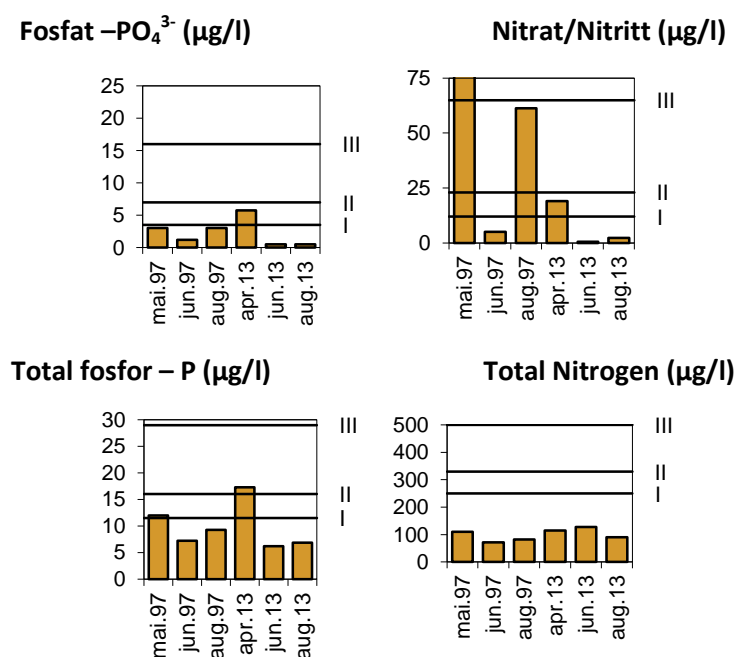 Fosfat –PO₄³⁻ (µg/l)
25
20
15
10
5
0
III
II
I
mai.97
jun.97
aug.97
apr.13
jun.13
aug.13
Nitrat/Nitritt (µg/l)
75
50
25
0
III
II
I
mai.97
jun.97
aug.97
apr.13
jun.13
aug.13
Total fosfor – P (µg/l)
30
25
20
15
10
5
0
III
II
I
mai.97
jun.97
aug.97
apr.13
jun.13
aug.13
Total Nitrogen (µg/l)
500
400
300
200
100
0
III
II
I
mai.97
jun.97
aug.97
apr.13
jun.13
aug.13